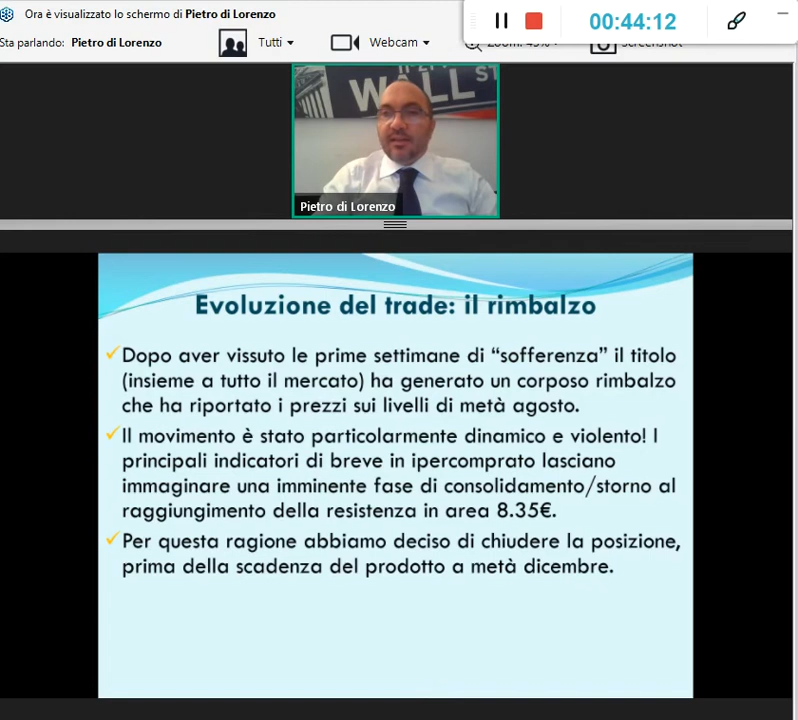 Ora è visualizzato lo schermo di Pietro di Lorenzo
00:44:12
Sta parlando: Pietro di Lorenzo
Tutti
Webcam
WALL ST
Pietro di Lorenzo
Evoluzione del trade: il rimbalzo
Dopo aver vissuto le prime settimane di “sofferenza” il titolo
(insieme a tutto il mercato) ha generato un corposo rimbalzo
che ha riportato i prezzi sui livelli di metà agosto.
Il movimento è stato particolarmente dinamico e violento! I
principali indicatori di breve in ipercomprato lasciano
immaginare una imminente fase di consolidamento/storno al
raggiungimento della resistenza in area 8.35€.
Per questa ragione abbiamo deciso di chiudere la posizione,
prima della scadenza del prodotto a metà dicembre.